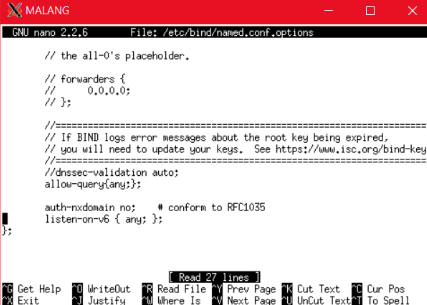 MALANG
GNU nano 2.2.6 File: /etc/bind/named.conf.options
// the all-0's placeholder.
// forwarders {
// 0.0.0.0;
// };
//========================================================
// If BIND logs error messages about the root key being expired,
// you will need to update your keys. See https://www.isc.org/bind-key
//========================================================
//dnssec-validation auto;
allow-query{any;};
auth-nxdomain no; # conform to RFC1035
listen-on-v6 { any; };
};
[ Read 27 lines ]
^G Get Help ^O WriteOut ^R Read File ^Y Prev Page ^K Cut Text ^C Cur Pos
^X Exit ^J Justify ^W Where Is ^V Next Page ^U UnCut Text ^T To Spell